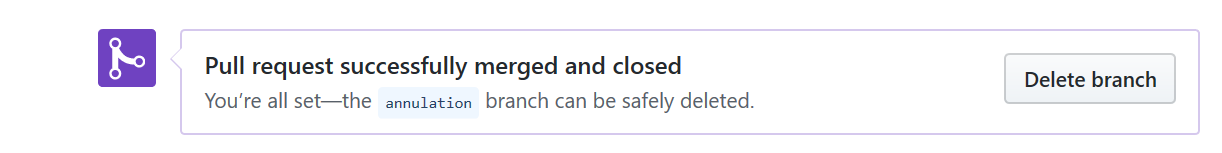 Pull request successfully merged and closed
You’re all set—the annulation branch can be safely deleted.
Delete branch